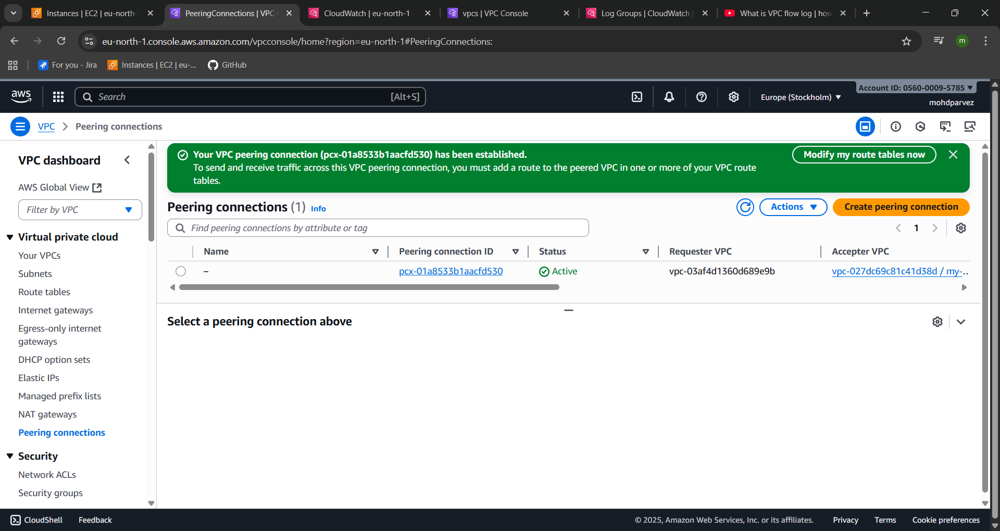 Instances | EC2 | eu-north-
PeeringConnections | VPC
CloudWatch | eu-north-1
vpcs | VPC Console
Log Groups | CloudWatch
What is VPC flow log | how
eu-north-1.console.aws.amazon.com/vpcconsole/home?region=eu-north-1#PeeringConnections:
m
For you - Jira
Instances | EC2 | eu-...
GitHub
aws
Search
[Alt+S]
Europe (Stockholm)
Account ID: 0560-0009-5785
mohdparvez
VPC
Peering connections
VPC dashboard
AWS Global View
Filter by VPC
Virtual private cloud
Your VPCs
Subnets
Route tables
Internet gateways
Egress-only internet
gateways
DHCP option sets
Elastic IPs
Managed prefix lists
NAT gateways
Peering connections
Security
Network ACLs
Security groups
Your VPC peering connection (pcx-01a8533b1aacfd530) has been established.
To send and receive traffic across this VPC peering connection, you must add a route to the peered VPC in one or more of your VPC route
tables.
Modify my route tables now
Peering connections (1) Info
Actions
Create peering connection
Find peering connections by attribute or tag
1
Name Peering connection ID Status Requester VPC Accepter VPC
– pcx-01a8533b1aacfd530 Active vpc-03af4d1360d689e9b vpc-027dc69c81c41d38d / my-...
Select a peering connection above
CloudShell
Feedback
© 2025, Amazon Web Services, Inc. or its affiliates.
Privacy
Terms
Cookie preferences